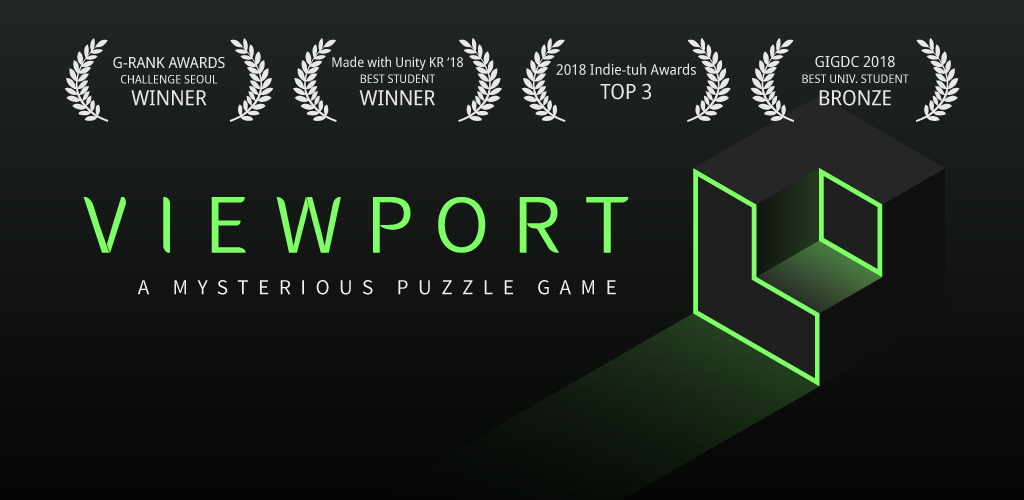 G-RANK AWARDS
CHALLENGE SEOUL
WINNER
Made with Unity KR ‘18
BEST STUDENT
WINNER
2018 Indie-tuh Awards
TOP 3
GIGDC 2018
BEST UNIV. STUDENT
BRONZE
VIEWPORT
A MYSTERIOUS PUZZLE GAME